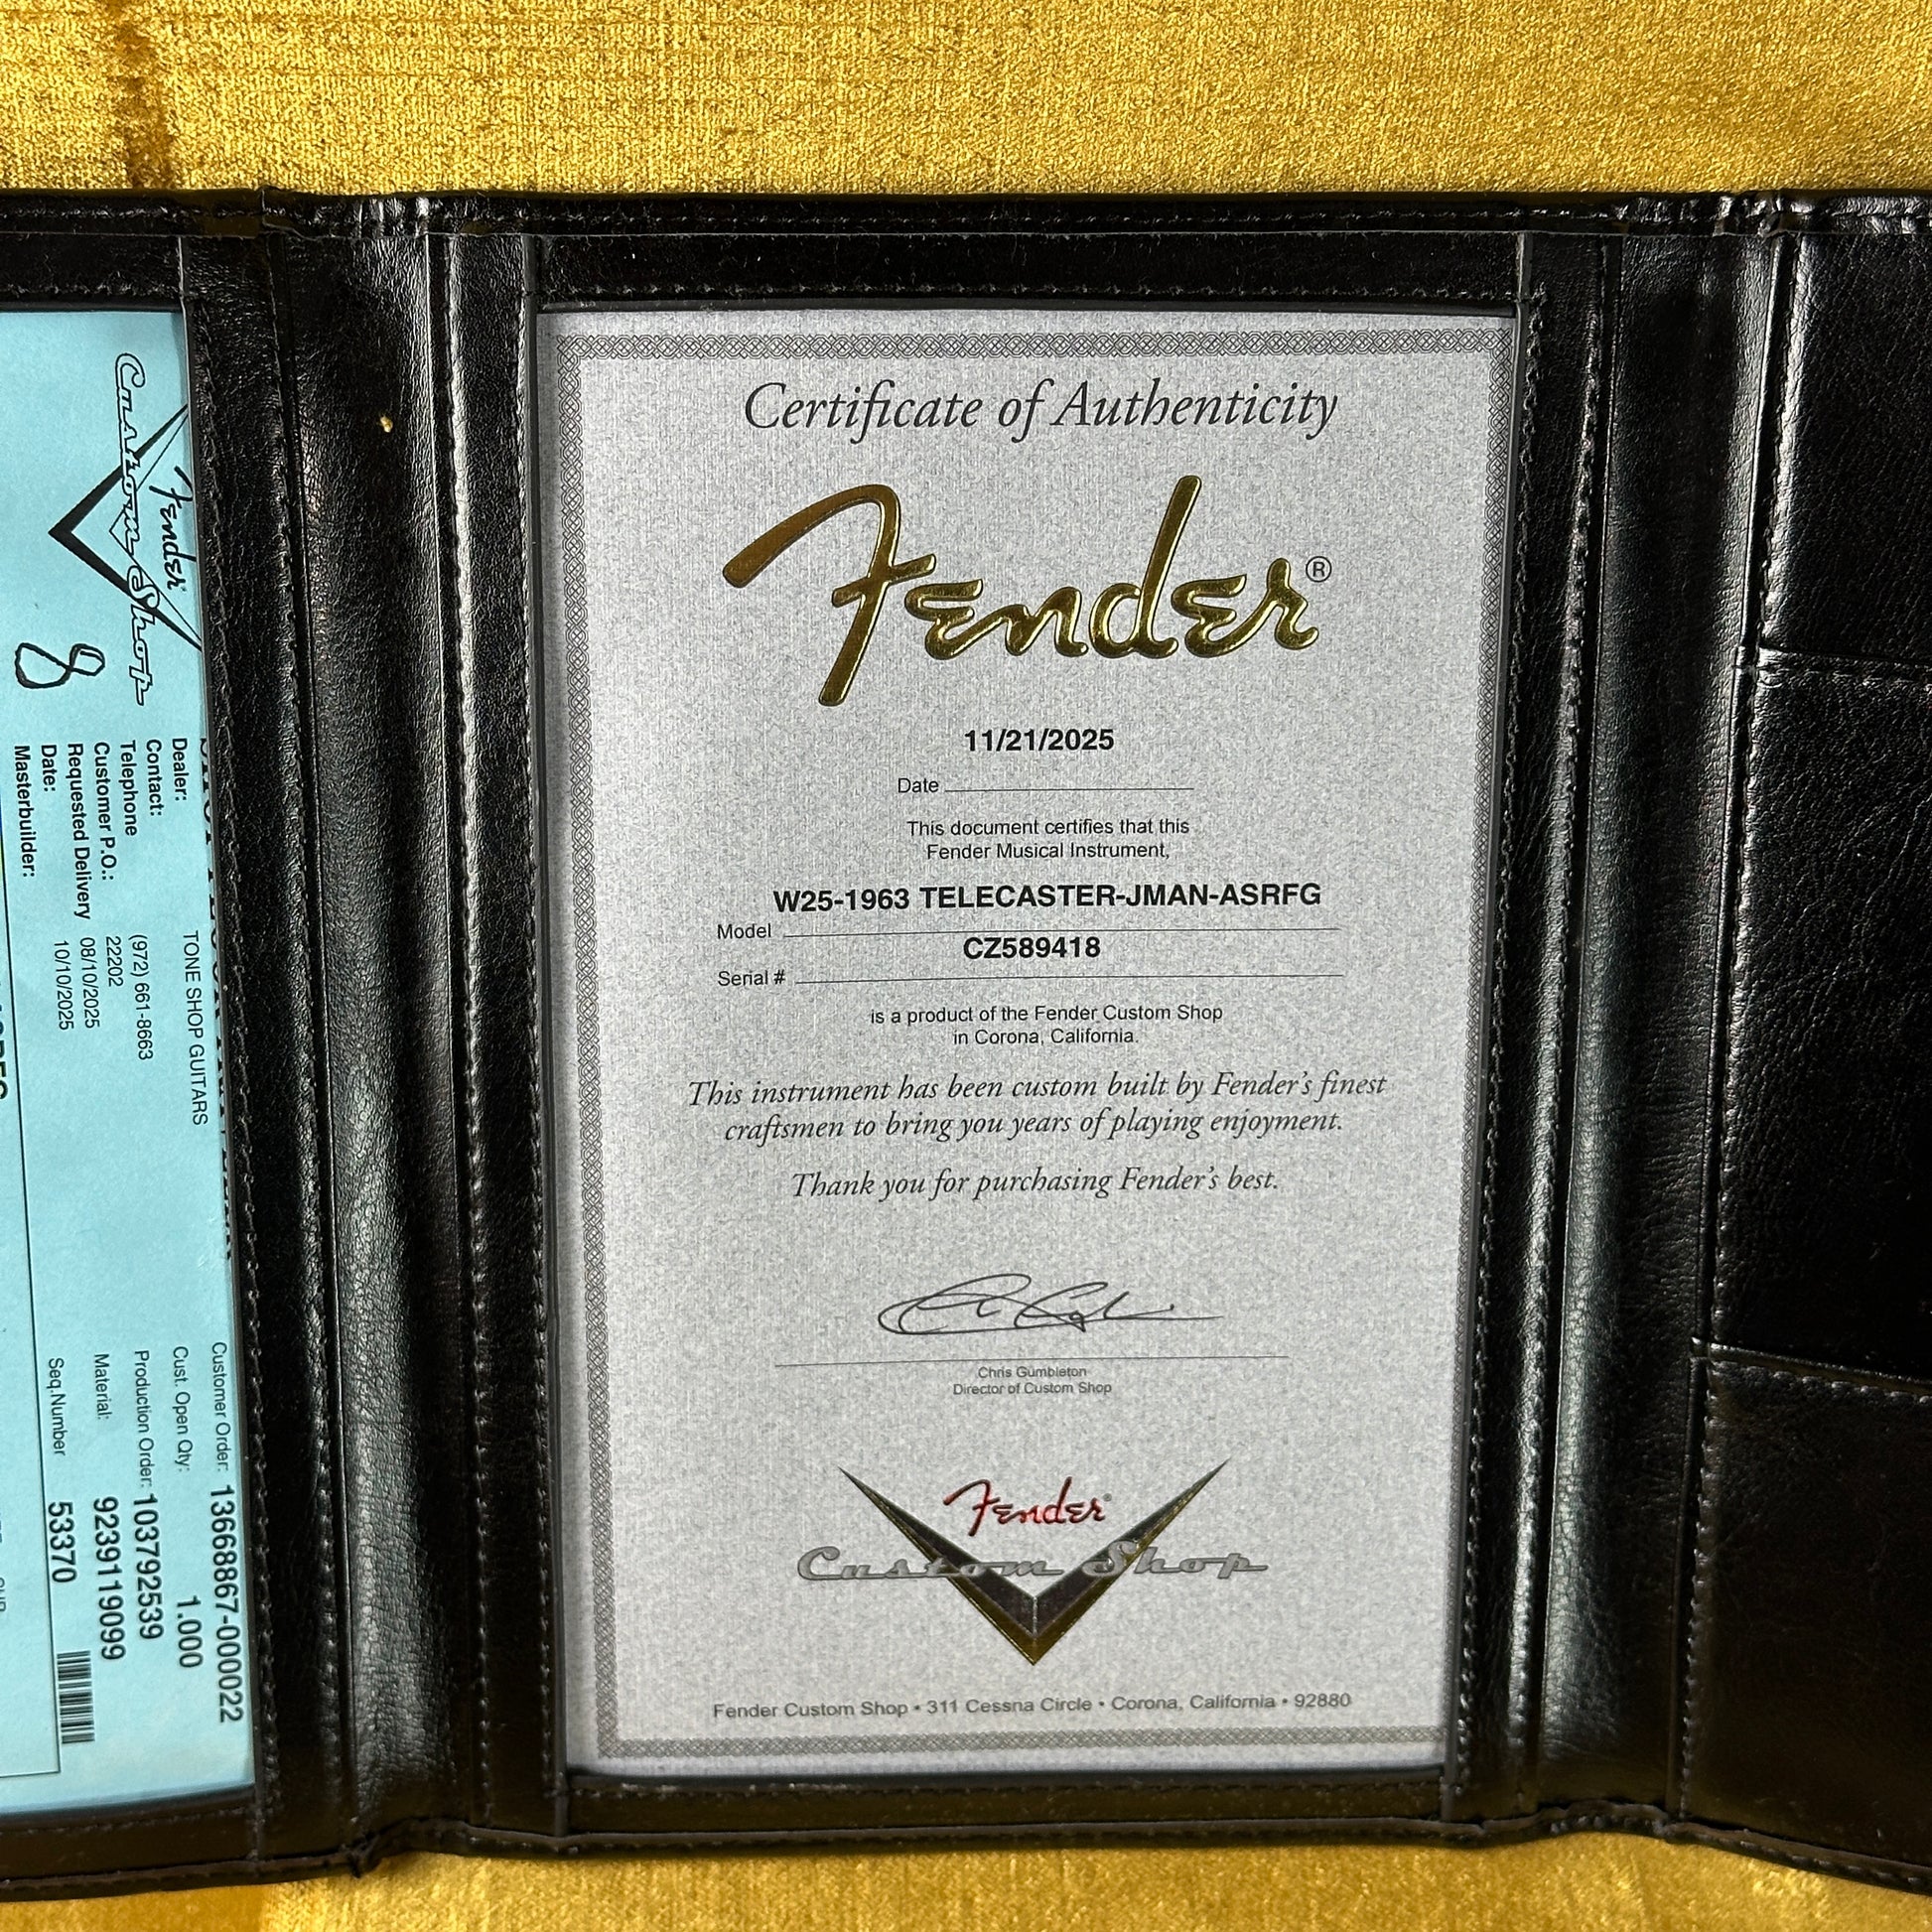 Certificate of Authenticity
Fender®
11/21/2025
Date
This document certifies that this
Fender Musical Instrument,
W25-1963 TELECASTER-JMAN-ASRFG
Model
CZ589418
Serial #
is a product of the Fender Custom Shop
in Corona, California.
This instrument has been custom built by Fender's finest
craftsmen to bring you years of playing enjoyment.
Thank you for purchasing Fender's best.
Chris Gumbleton
Director of Custom Shop
Fender®
Custom Shop
Fender Custom Shop • 311 Cessna Circle • Corona, California • 92880
Fender
Custom Shop
8
Dealer: TONE SHOP GUITARS
Contact:
Telephone (972) 661-8663
Customer P.O.: 22202
Requested Delivery 08/10/2025
Date: 10/10/2025
Masterbuilder:
Customer Order: 13668867-000022
Cust. Open Qty: 1.000
Production Order: 103792539
Material: 9239119099
Seq.Number 53370